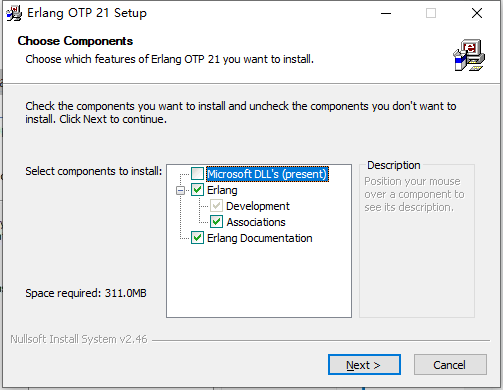 Erlang OTP 21 Setup
Choose Components
Choose which features of Erlang OTP 21 you want to install.
Check the components you want to install and uncheck the components you don't want to
install. Click Next to continue.
Select components to install:
Microsoft DLL's (present)
Erlang
Development
Associations
Erlang Documentation
Description
Position your mouse
over a component to
see its description.
Space required: 311.0MB
Nullsoft Install System v2.46
Next >
Cancel